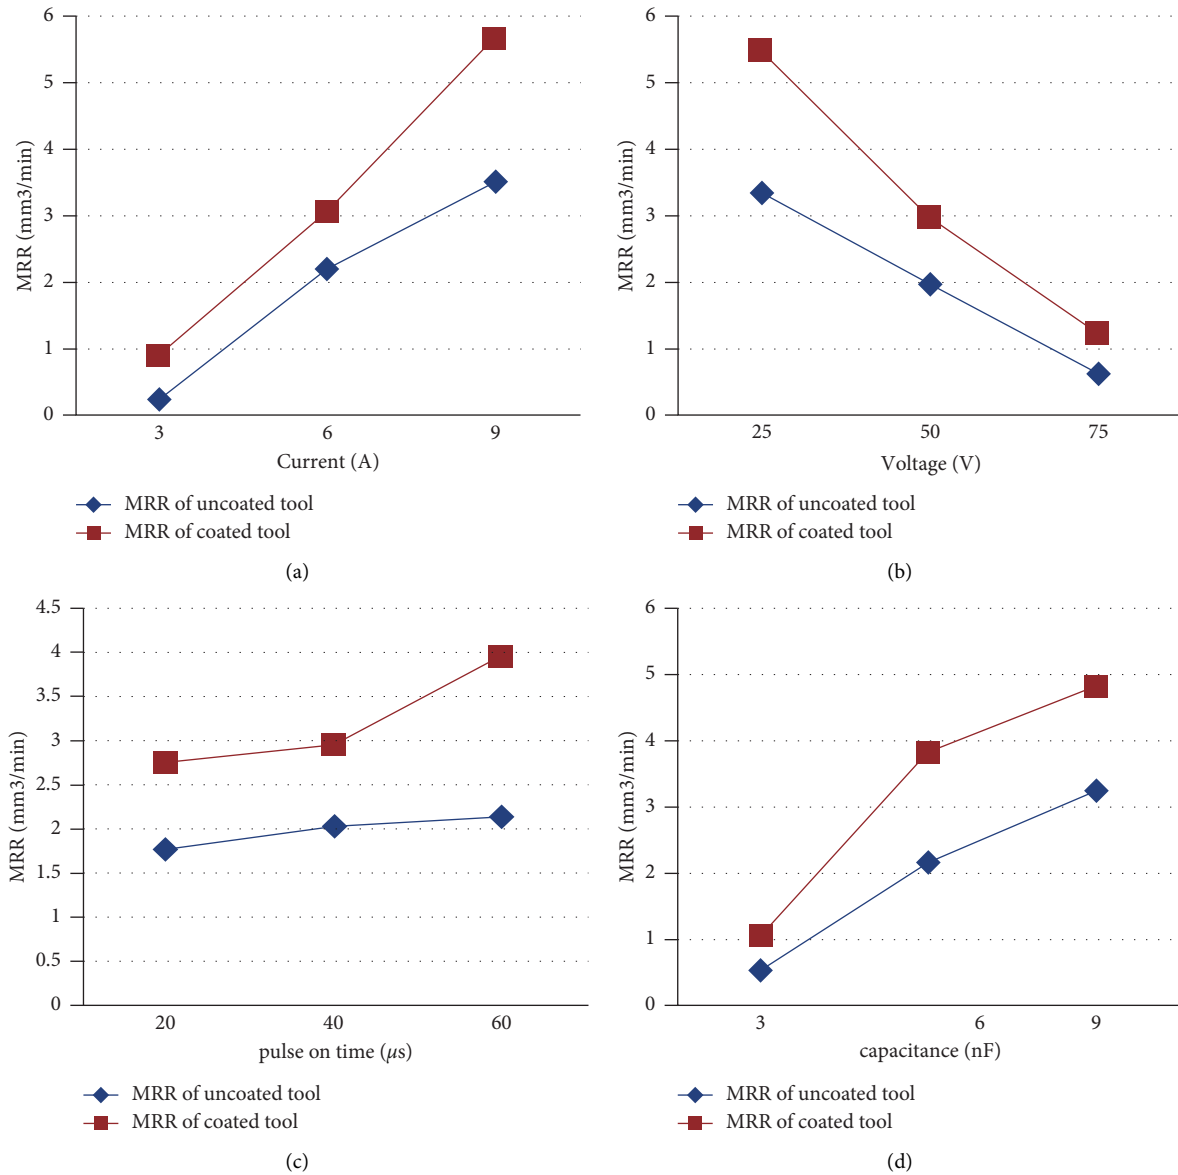 6
5
4
3
2
1
0
MRR (mm3/min)
3 6 9
Current (A)
MRR of uncoated tool
MRR of coated tool
(a)
6
5
4
3
2
1
0
MRR (mm3/min)
25 50 75
Voltage (V)
MRR of uncoated tool
MRR of coated tool
(b)
4.5
4
3.5
3
2.5
2
1.5
1
0.5
0
MRR (mm3/min)
20 40 60
pulse on time (μs)
MRR of uncoated tool
MRR of coated tool
(c)
6
5
4
3
2
1
0
MRR (mm3/min)
3 6 9
capacitance (nF)
MRR of uncoated tool
MRR of coated tool
(d)